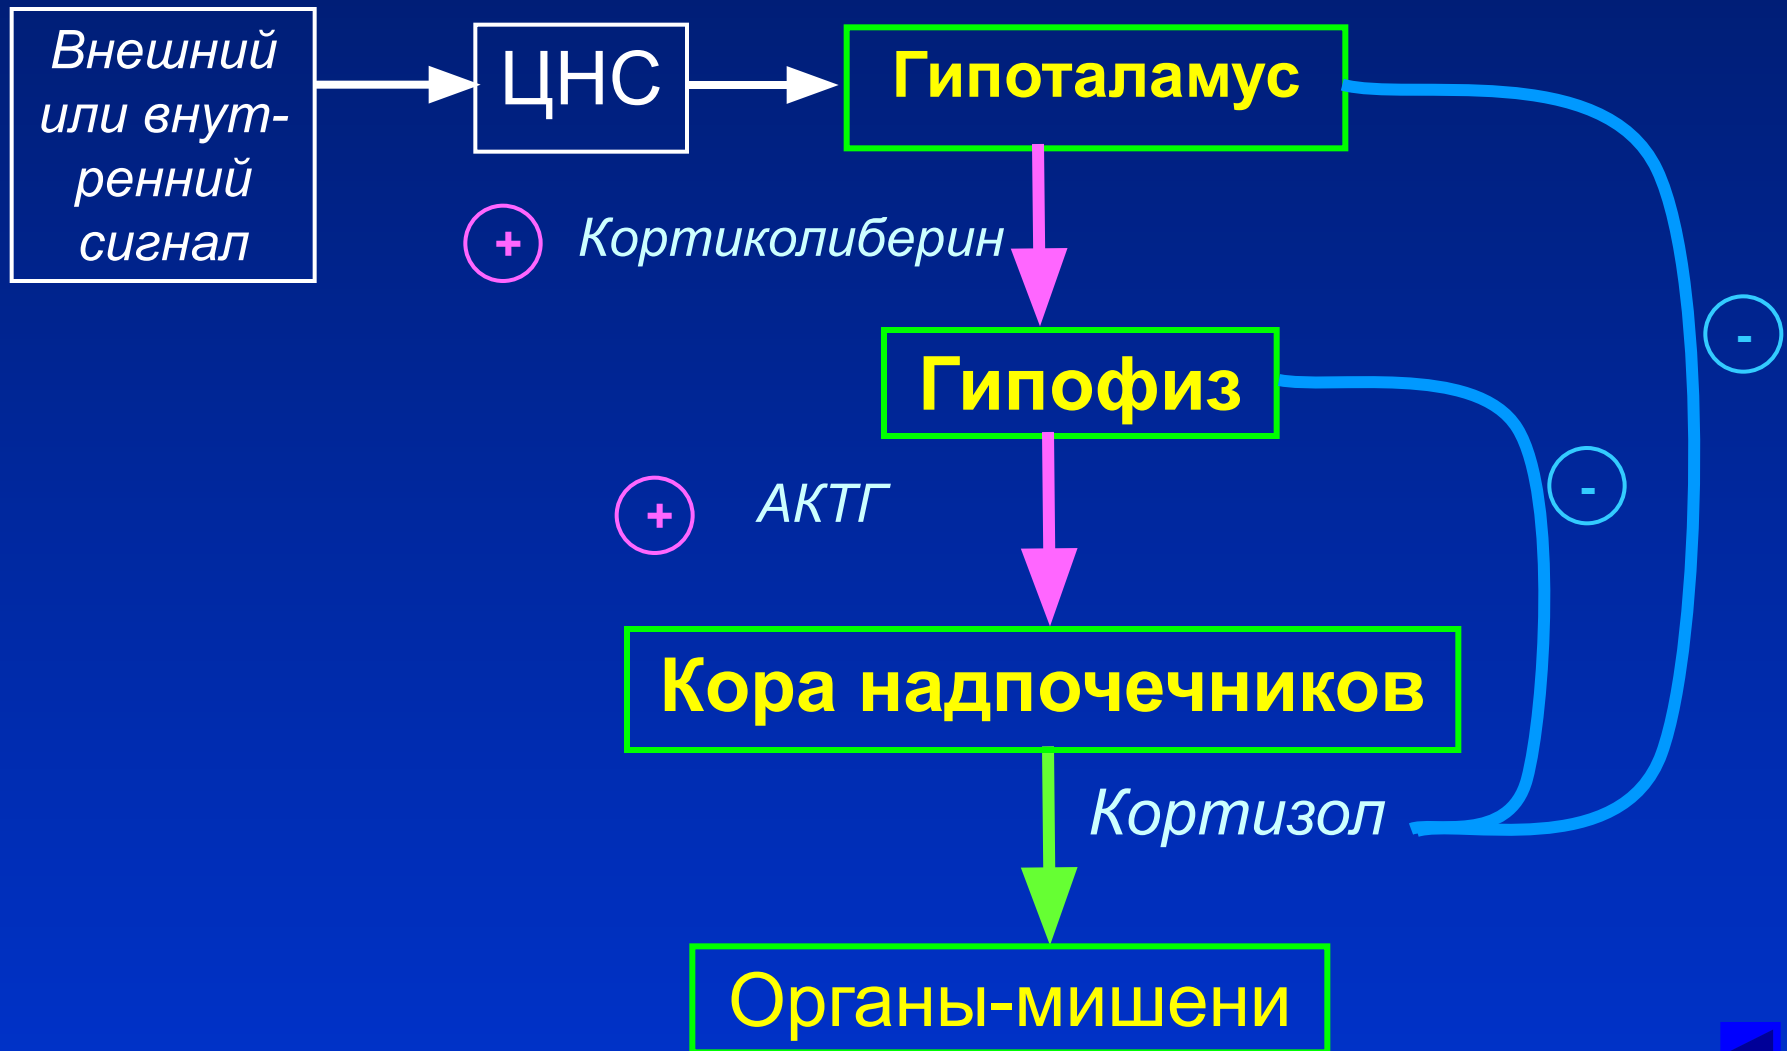 Внешний
или внут-
ренний
сигнал
ЦНС
Гипоталамус
+
Кортиколиберин
-
Гипофиз
-
+
АКТГ
Кора надпочечников
Кортизол
Органы-мишени